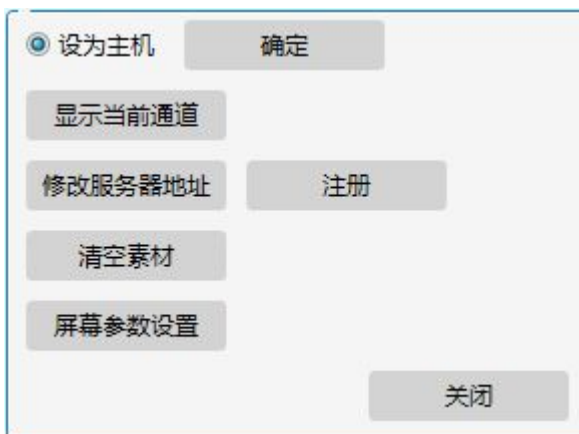 设为主机 确定
显示当前通道
修改服务器地址 注册
清空素材
屏幕参数设置
关闭